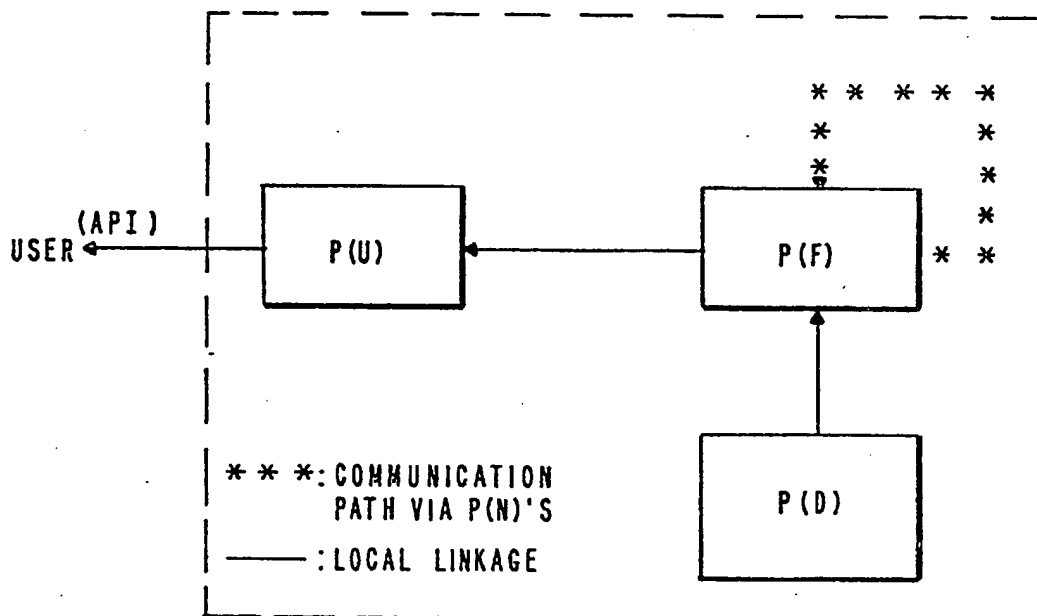 (API)
USER
P(U)
P(F)
P(D)
* * *: COMMUNICATION
PATH VIA P(N)'S
——— : LOCAL LINKAGE